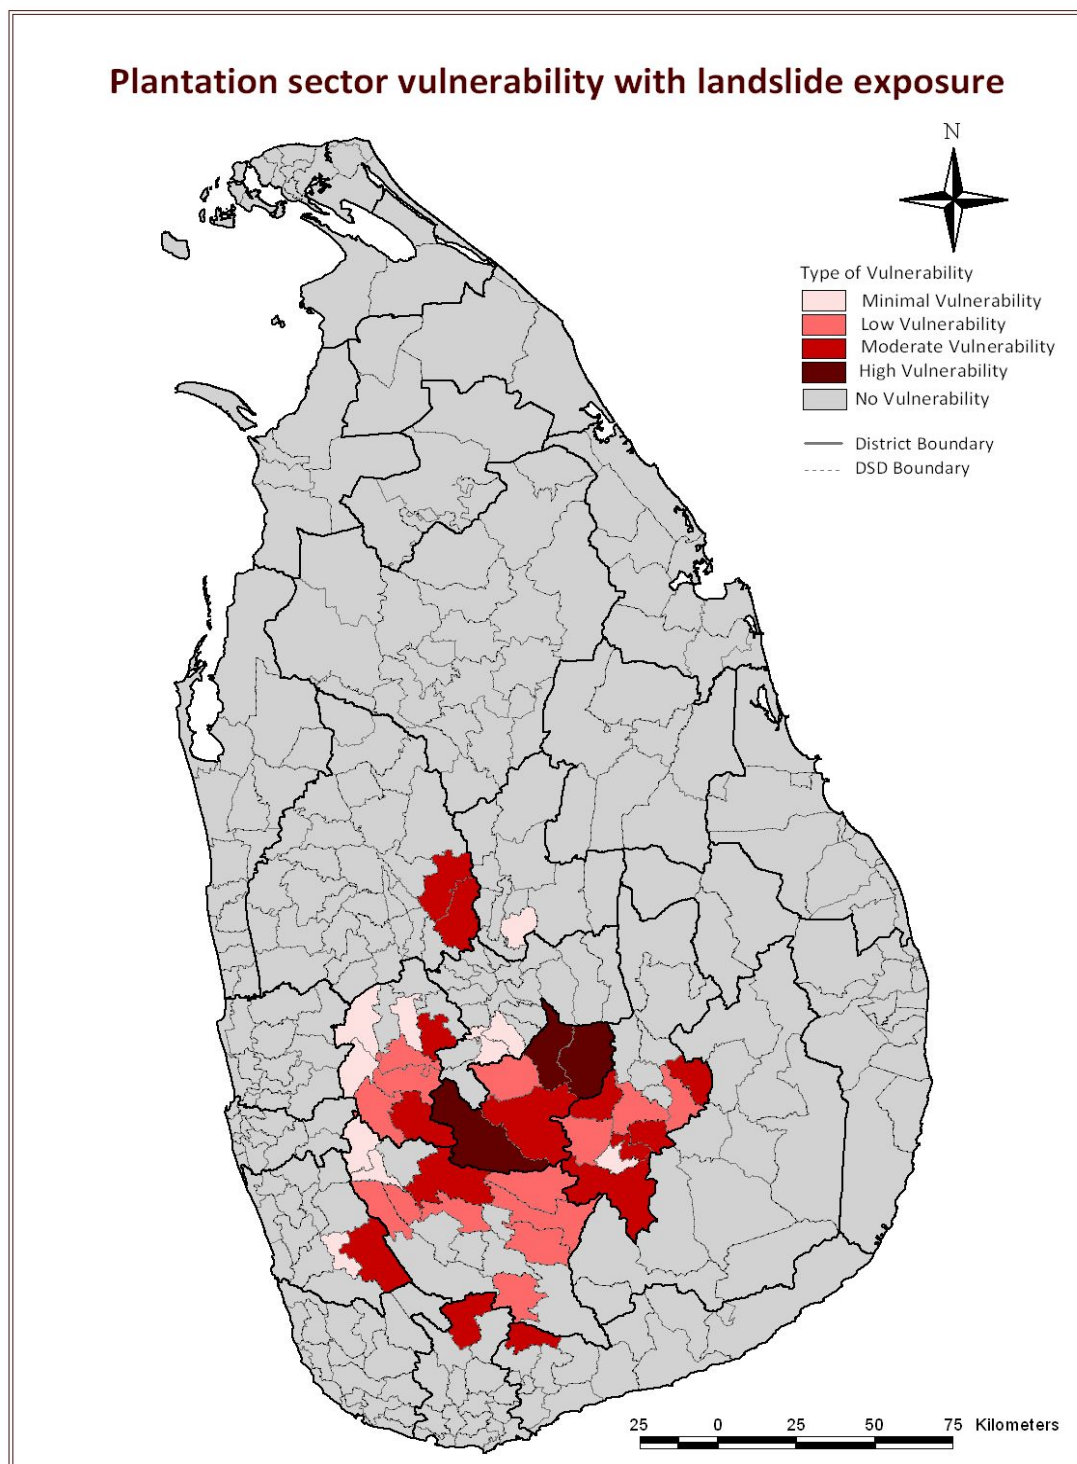 Plantation sector vulnerability with landslide exposure
N
Type of Vulnerability
Minimal Vulnerability
Low Vulnerability
Moderate Vulnerability
High Vulnerability
No Vulnerability
District Boundary
DSD Boundary
25 0 25 50 75 Kilometers